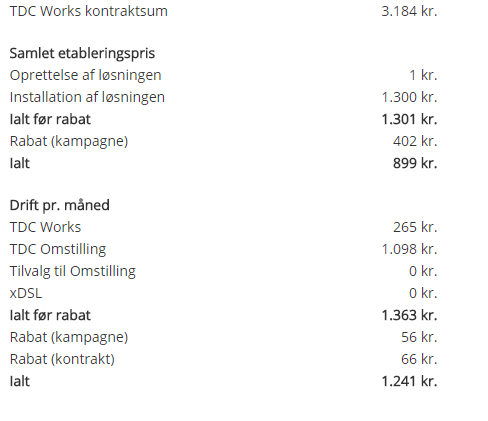 TDC Works kontraktsum 3.184 kr.
Samlet etableringspris
Oprettelse af løsningen 1 kr.
Installation af løsningen 1.300 kr.
Ialt før rabat 1.301 kr.
Rabat (kampagne) 402 kr.
Ialt 899 kr.
Drift pr. måned
TDC Works 265 kr.
TDC Omstilling 1.098 kr.
Tilvalg til Omstilling 0 kr.
xDSL 0 kr.
Ialt før rabat 1.363 kr.
Rabat (kampagne) 56 kr.
Rabat (kontrakt) 66 kr.
Ialt 1.241 kr.